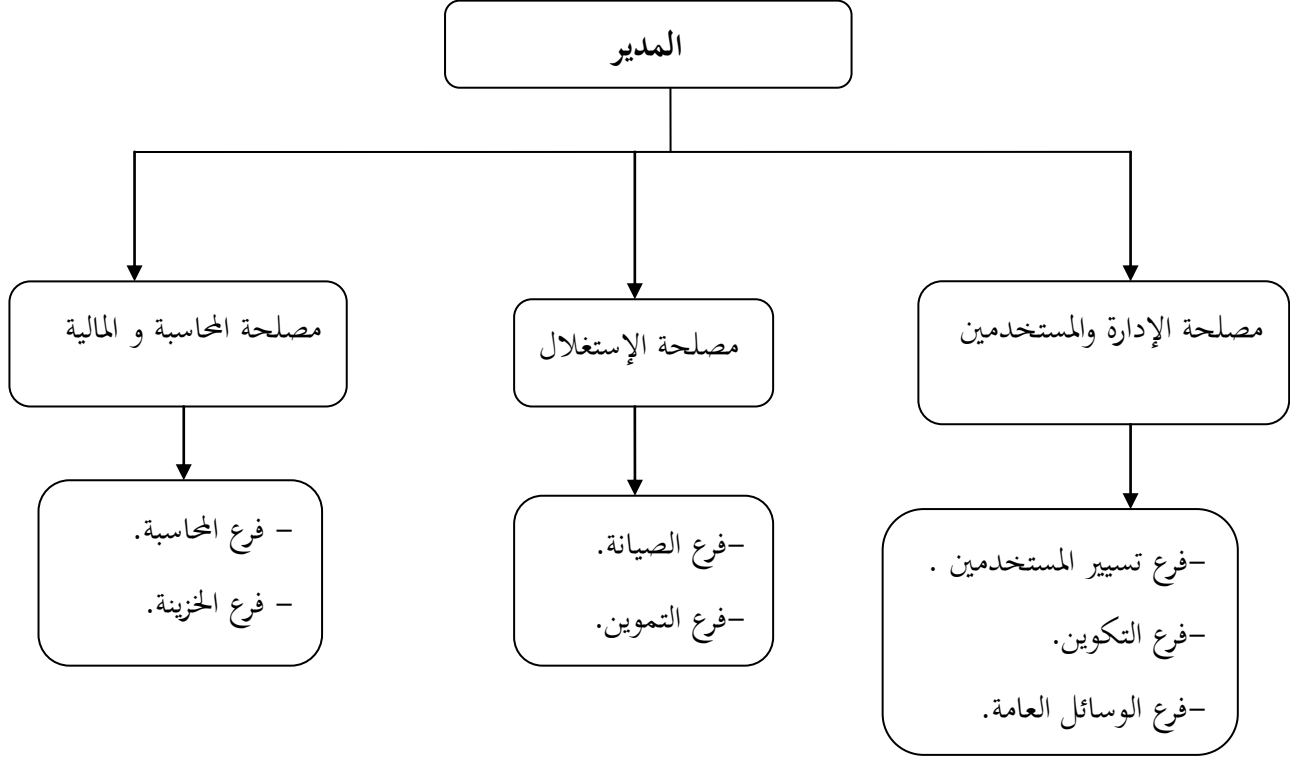 المدير
مصلحة الإدارة والمستخدمين
مصلحة الإستغلال
مصلحة المحاسبة و المالية
-فرع تسيير المستخدمين .
-فرع التكوين.
-فرع الوسائل العامة.
-فرع الصيانة.
-فرع التموين.
- فرع المحاسبة.
- فرع الخزينة.